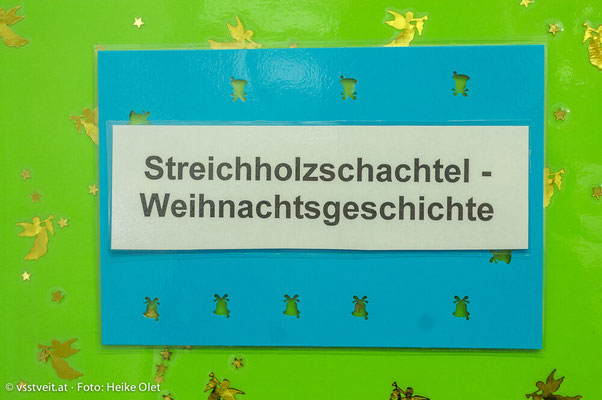 Streichholzschachtel -
Weihnachtsgeschichte
© vsstveit.at · Foto: Heike Olet